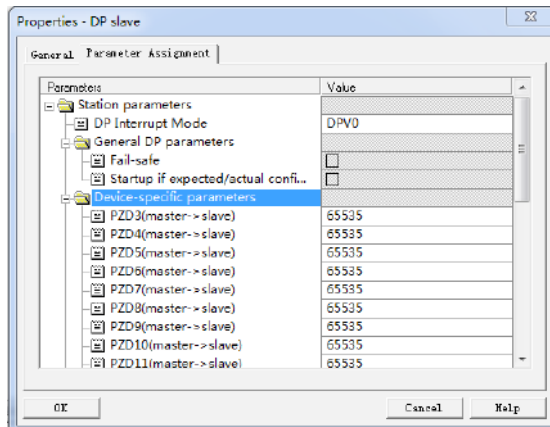 Properties - DP slave
General Parameter Assignment
Parameters Value
Station parameters
DP Interrupt Mode DPV0
General DP parameters
Fail-safe
Startup if expected/actual confi...
Device-specific parameters
PZD3(master->slave) 65535
PZD4(master->slave) 65535
PZD5(master->slave) 65535
PZD6(master->slave) 65535
PZD7(master->slave) 65535
PZD8(master->slave) 65535
PZD9(master->slave) 65535
PZD10(master->slave) 65535
PZD11(master->slave) 65535
OK Cancel Help